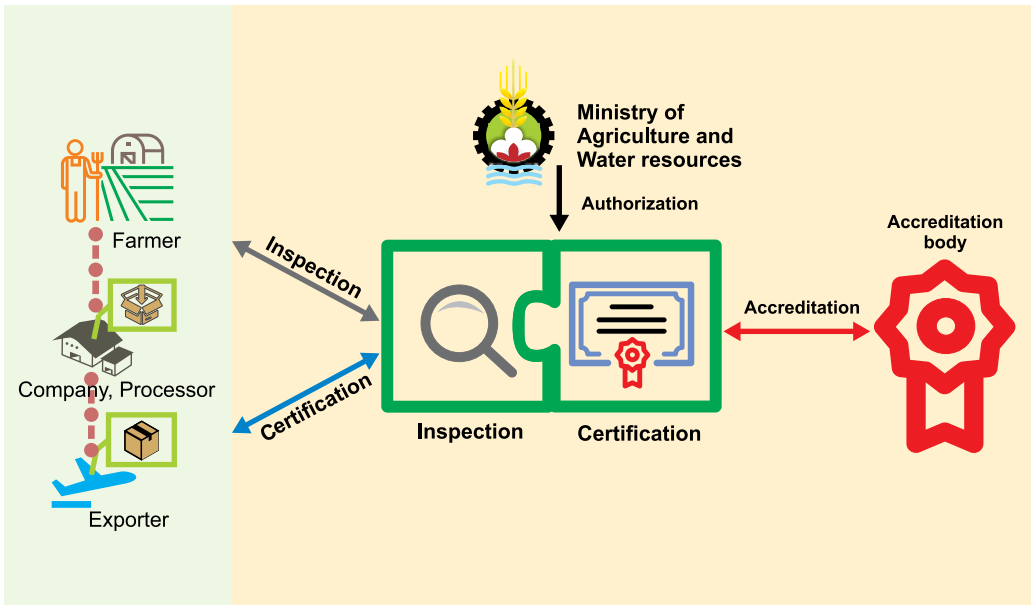 Ministry of
Agriculture and
Water resources
Authorization
Accreditation
body
Farmer
Inspection
Accreditation
Company, Processor
Certification
Inspection
Certification
Exporter